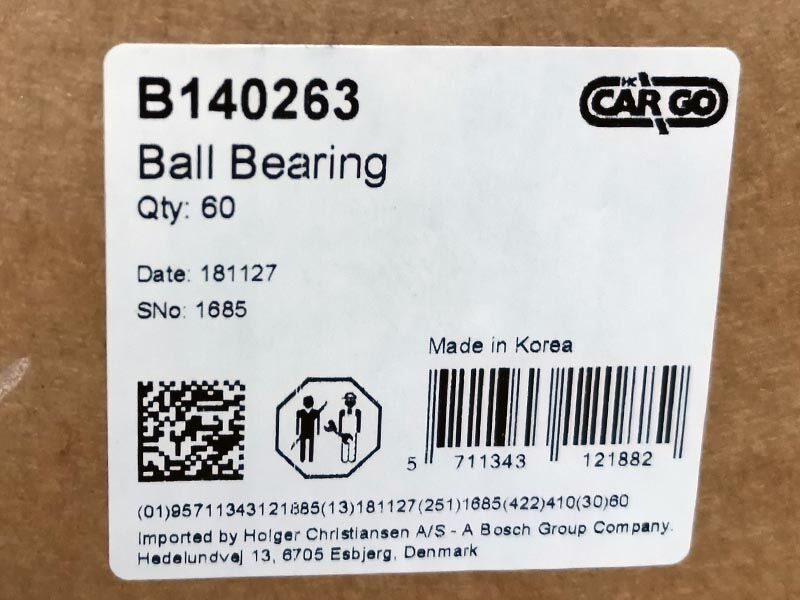 B140263
HC
CARGO
Ball Bearing
Qty: 60
Date: 181127
SNo: 1685
Made in Korea
5 711343 121882
(01)95711343121885(13)181127(251)1685(422)410(30)60
Imported by Holger Christiansen A/S - A Bosch Group Company.
Hedelundvej 13, 6705 Esbjerg, Denmark